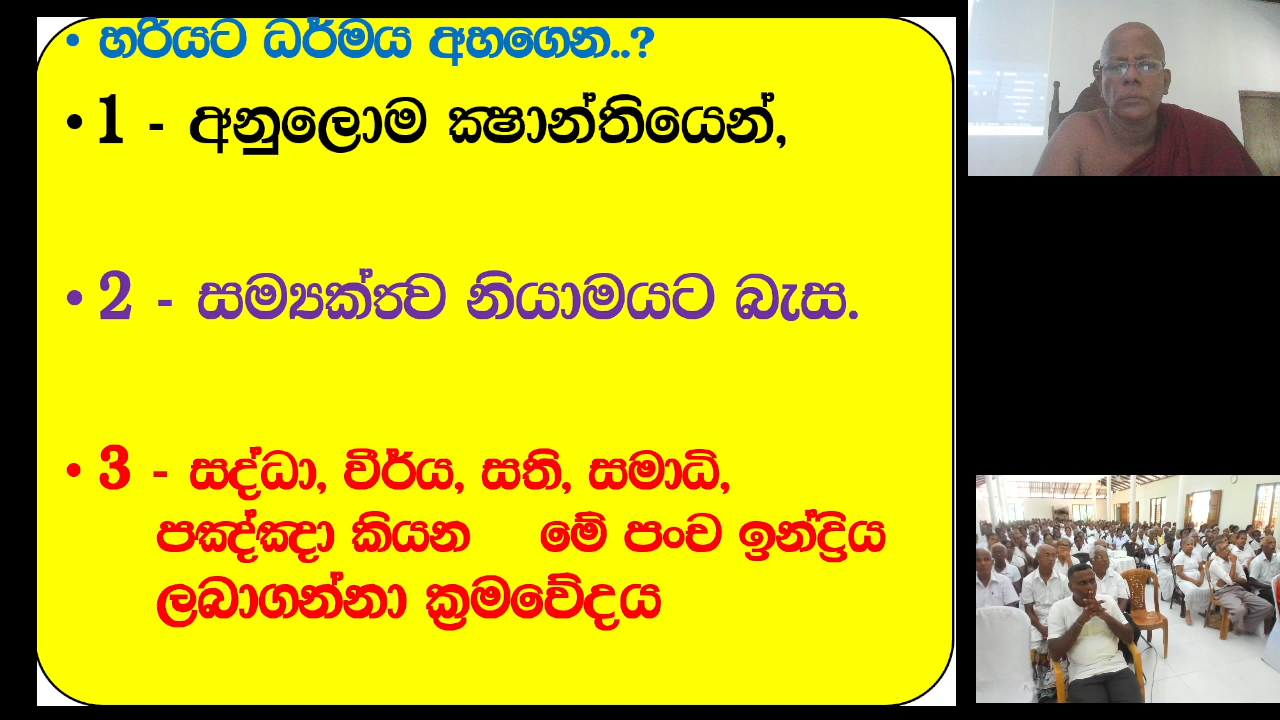 • හරියට ධර්මය අහගෙන..?
• 1 - අනුලොම ක්‍ෂාන්තියෙන්,
• 2 - සම්‍යක්ත්‍ව නියාමයට බැස.
• 3 - සද්ධා, වීර්ය, සති, සමාධි,
පඤ්ඤා කියන මේ පංච ඉන්ද්‍රිය
ලබාගන්නා ක්‍රමවේදය